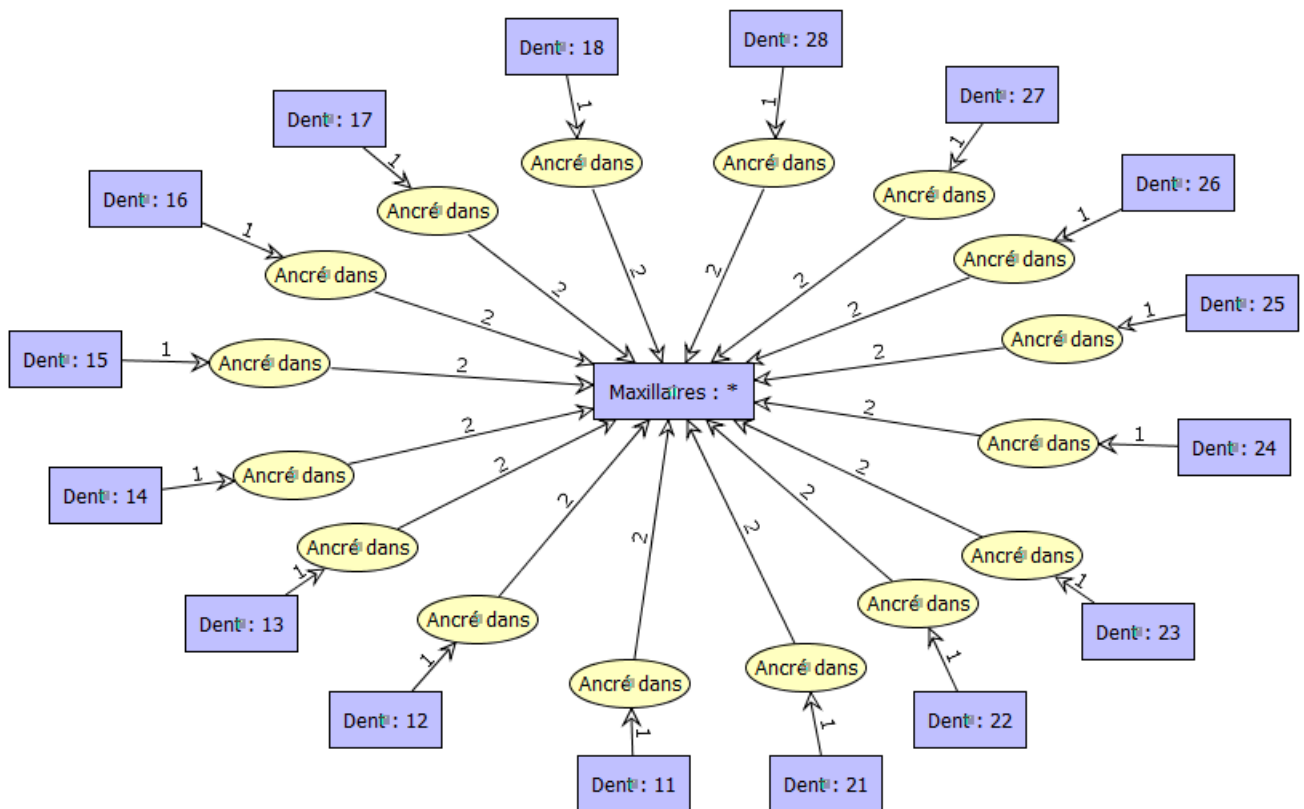 Dent : 18
Dent : 28
1
1
Dent : 17
Dent : 27
1
1
Ancré dans
Ancré dans
Dent : 16
Dent : 26
Ancré dans
Ancré dans
1
1
Ancré dans
Ancré dans
2
2
2
2
Dent : 15
Dent : 25
1
1
Ancré dans
Ancré dans
2
2
2
2
Maxillaires : *
Dent : 14
Dent : 24
1
1
Ancré dans
Ancré dans
2
2
2
2
Dent : 13
Dent : 23
1
1
Ancré dans
Ancré dans
2
2
Dent : 12
Dent : 22
1
1
Ancré dans
Ancré dans
2
2
Dent : 11
Dent : 21
1
1
Ancré dans
Ancré dans